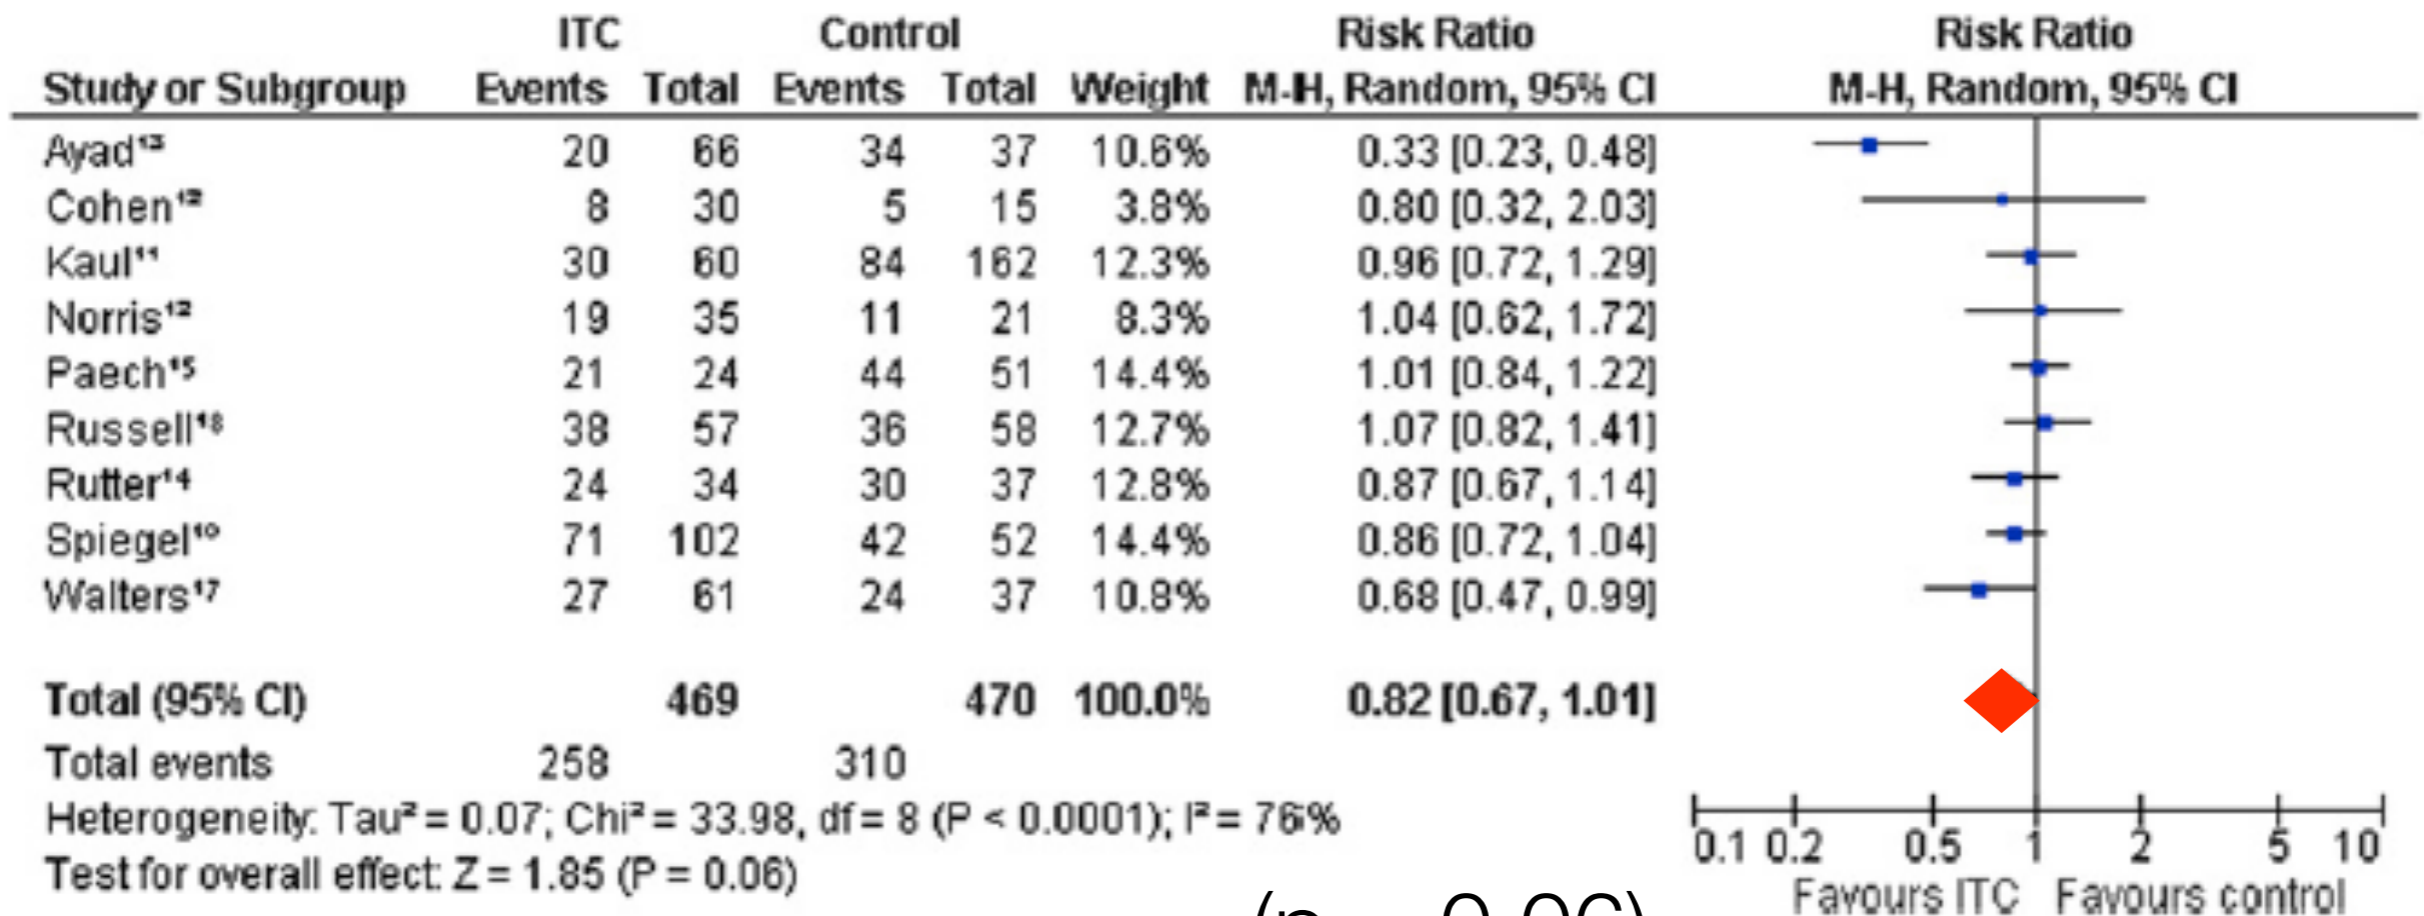 ITC Control Risk Ratio Risk Ratio
Study or Subgroup Events Total Events Total Weight M-H, Random, 95% CI M-H, Random, 95% CI
Ayad¹³ 20 66 34 37 10.6% 0.33 [0.23, 0.48]
Cohen¹² 8 30 5 15 3.8% 0.80 [0.32, 2.03]
Kaul¹¹ 30 60 84 162 12.3% 0.96 [0.72, 1.29]
Norris¹² 19 35 11 21 8.3% 1.04 [0.62, 1.72]
Paech¹⁵ 21 24 44 51 14.4% 1.01 [0.84, 1.22]
Russell¹⁸ 38 57 36 58 12.7% 1.07 [0.82, 1.41]
Rutter¹⁴ 24 34 30 37 12.8% 0.87 [0.67, 1.14]
Spiegel¹⁰ 71 102 42 52 14.4% 0.86 [0.72, 1.04]
Walters¹⁷ 27 61 24 37 10.8% 0.68 [0.47, 0.99]
Total (95% CI) 469 470 100.0% 0.82 [0.67, 1.01]
Total events 258 310
Heterogeneity: Tau² = 0.07; Chi² = 33.98, df = 8 (P < 0.0001); I² = 76%
Test for overall effect: Z = 1.85 (P = 0.06)
0.1 0.2 0.5 1 2 5 10
Favours ITC Favours control